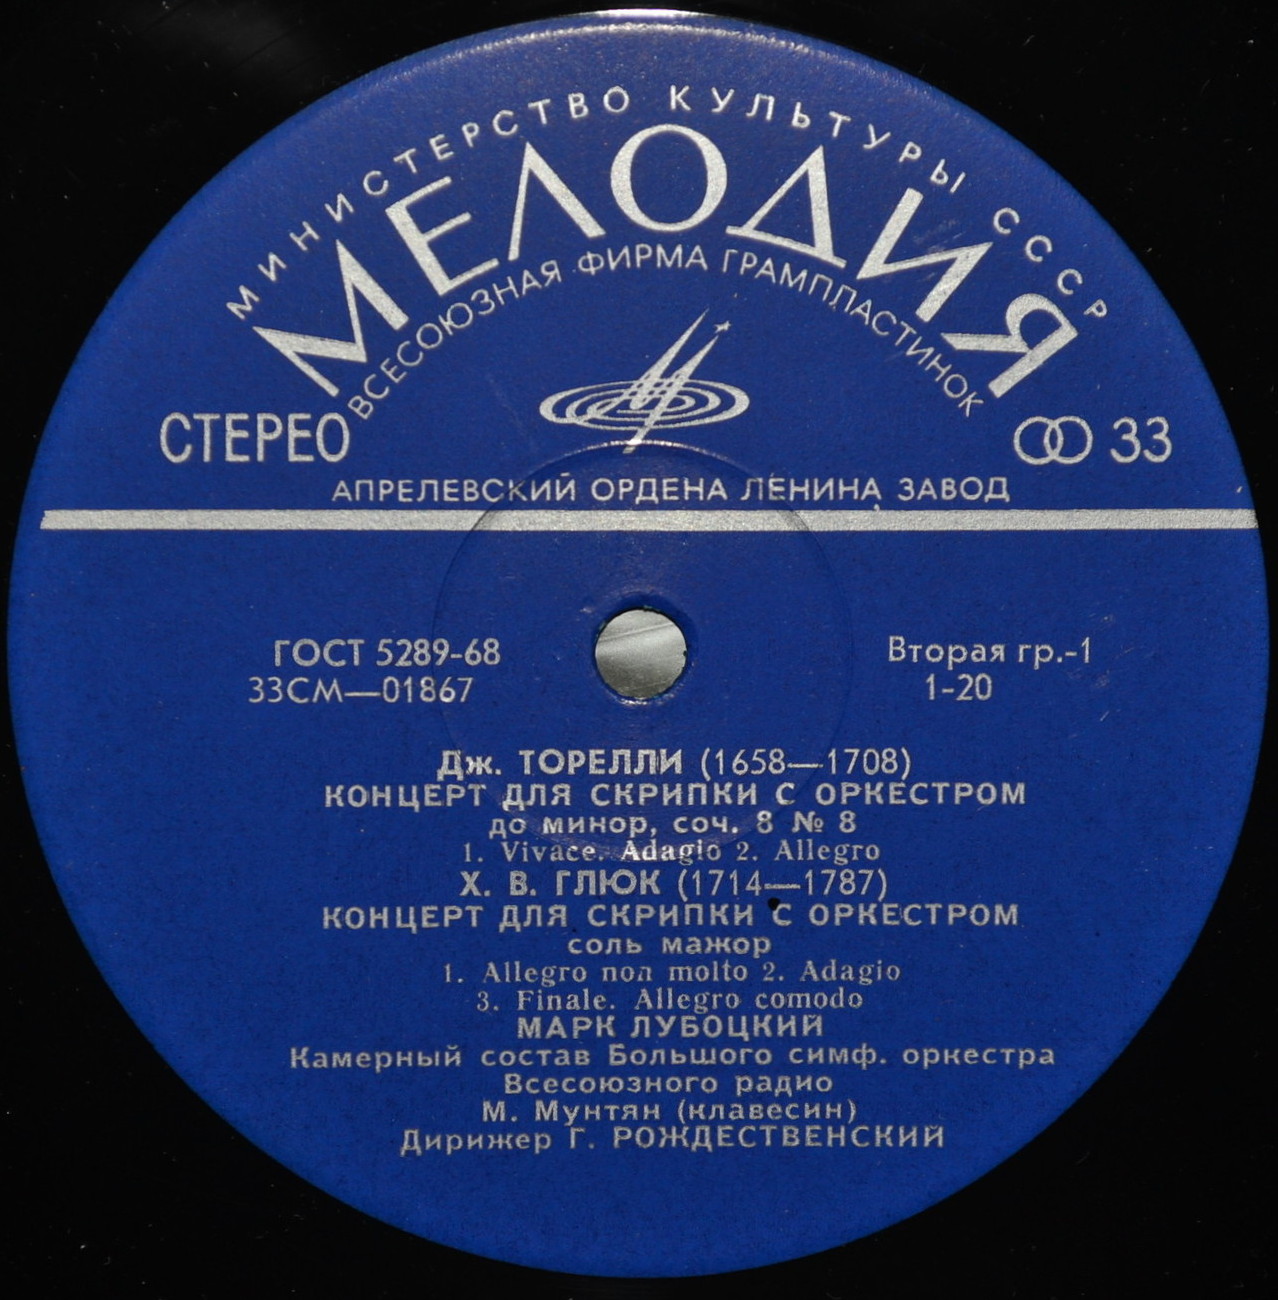 МИНИСТЕРСТВО КУЛЬТУРЫ СССР
МЕЛОДИЯ
ВСЕСОЮЗНАЯ ФИРМА ГРАМПЛАСТИНОК
СТЕРЕО
33
АПРЕЛЕВСКИЙ ОРДЕНА ЛЕНИНА ЗАВОД
ГОСТ 5289-68
Вторая гр.-1
33СМ—01867
1-20
Дж. ТОРЕЛЛИ (1658—1708)
КОНЦЕРТ ДЛЯ СКРИПКИ С ОРКЕСТРОМ
до минор, соч. 8 № 8
1. Vivace. Adagio 2. Allegro
Х. В. ГЛЮК (1714—1787)
КОНЦЕРТ ДЛЯ СКРИПКИ С ОРКЕСТРОМ
соль мажор
1. Allegro non molto 2. Adagio
3. Finale. Allegro comodo
МАРК ЛУБОЦКИЙ
Камерный состав Большого симф. оркестра
Всесоюзного радио
М. Мунтян (клавесин)
Дирижер Г. РОЖДЕСТВЕНСКИЙ